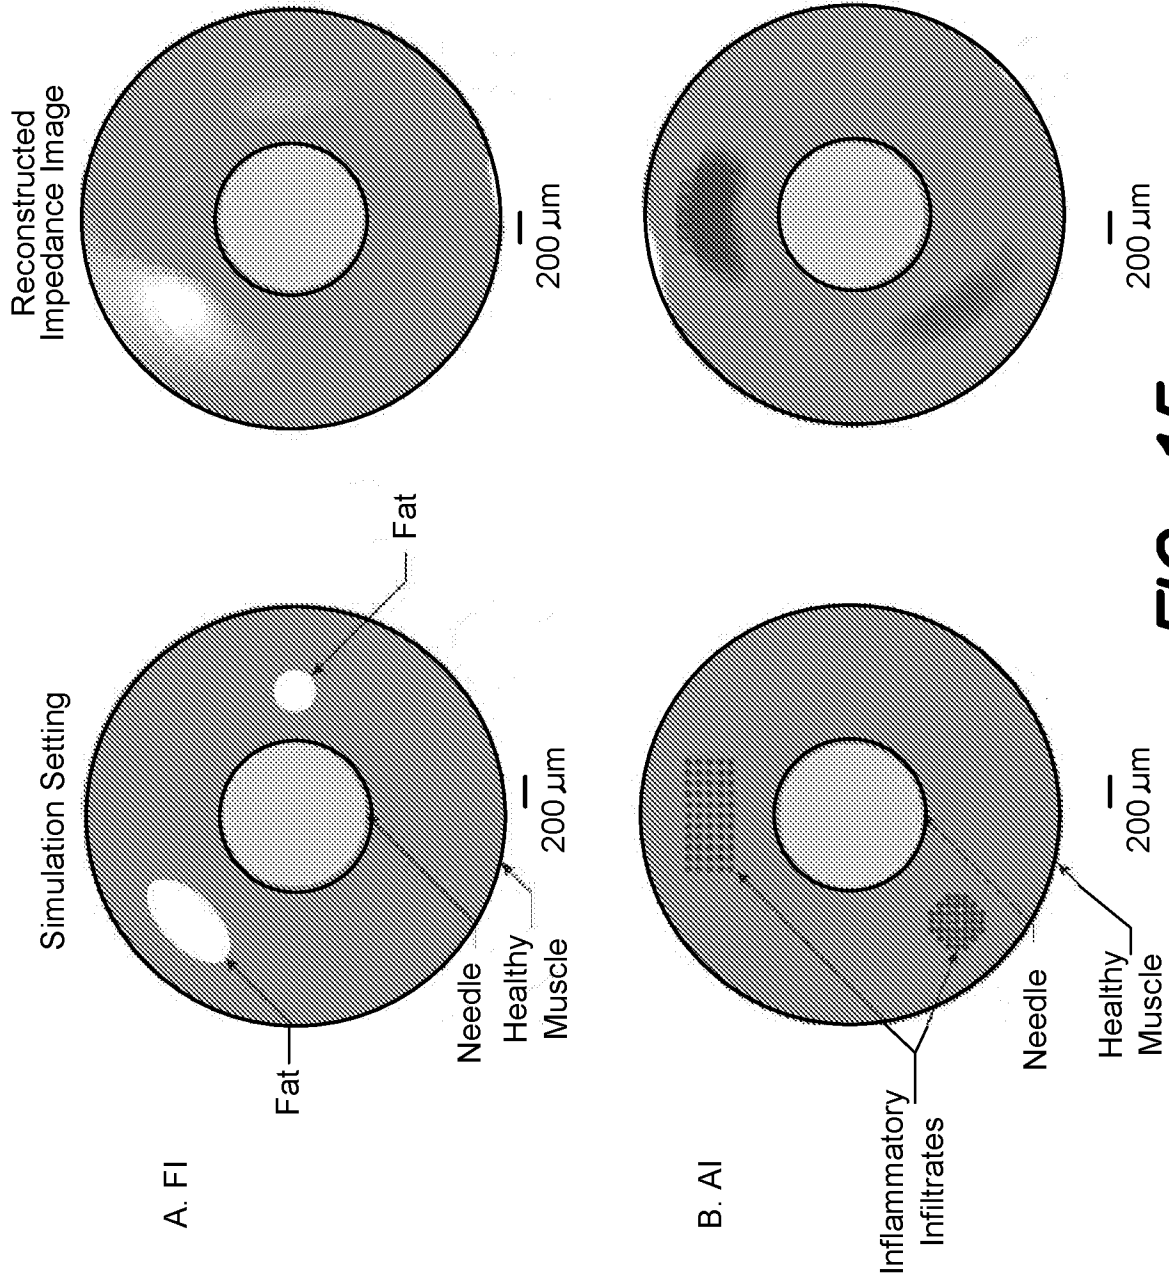 Simulation Setting
Reconstructed
Impedance Image
A. FI
Fat
Fat
Needle
Healthy
Muscle
200 µm
200 µm
B. AI
Inflammatory
Infiltrates
Needle
Healthy
Muscle
200 µm
200 µm